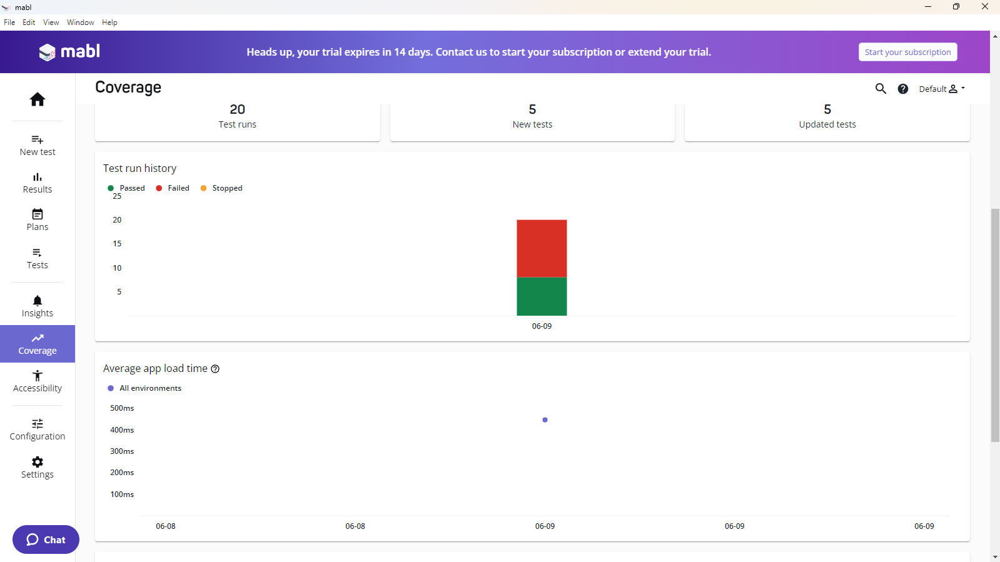 mabl
File Edit View Window Help
mabl
Heads up, your trial expires in 14 days. Contact us to start your subscription or extend your trial.
Start your subscription
Coverage
Default
New test
Results
Plans
Tests
Insights
Coverage
Accessibility
Configuration
Settings
Chat
20
Test runs
5
New tests
5
Updated tests
Test run history
Passed Failed Stopped
25
20
15
10
5
06-09
Average app load time
All environments
500ms
400ms
300ms
200ms
100ms
06-08 06-08 06-09 06-09 06-09